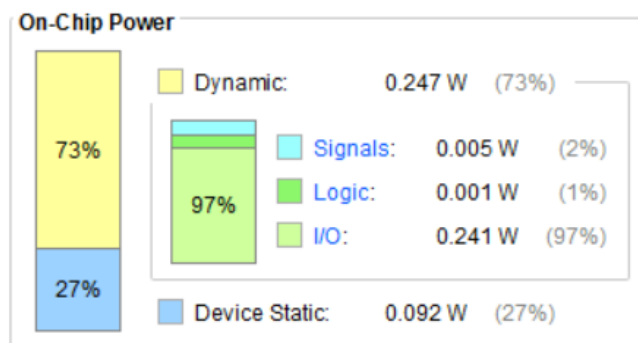 On-Chip Power
Dynamic: 0.247 W (73%)
73%
Signals: 0.005 W (2%)
Logic: 0.001 W (1%)
97%
I/O: 0.241 W (97%)
27%
Device Static: 0.092 W (27%)